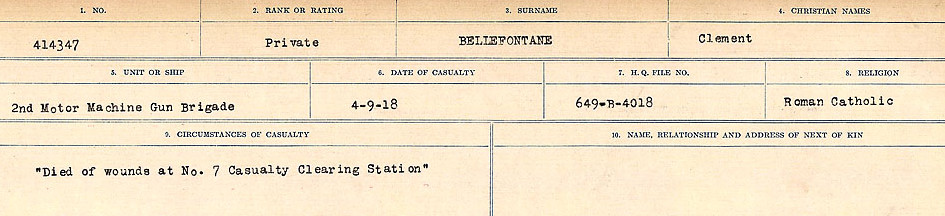 1. NO. 2. RANK OR RATING 3. SURNAME 4. CHRISTIAN NAMES
414347 Private BELLEFONTANE Clement
5. UNIT OR SHIP 6. DATE OF CASUALTY 7. H.Q. FILE NO. 8. RELIGION
2nd Motor Machine Gun Brigade 4-9-18 649-B-4018 Roman Catholic
9. CIRCUMSTANCES OF CASUALTY 10. NAME, RELATIONSHIP AND ADDRESS OF NEXT OF KIN
"Died of wounds at No. 7 Casualty Clearing Station"